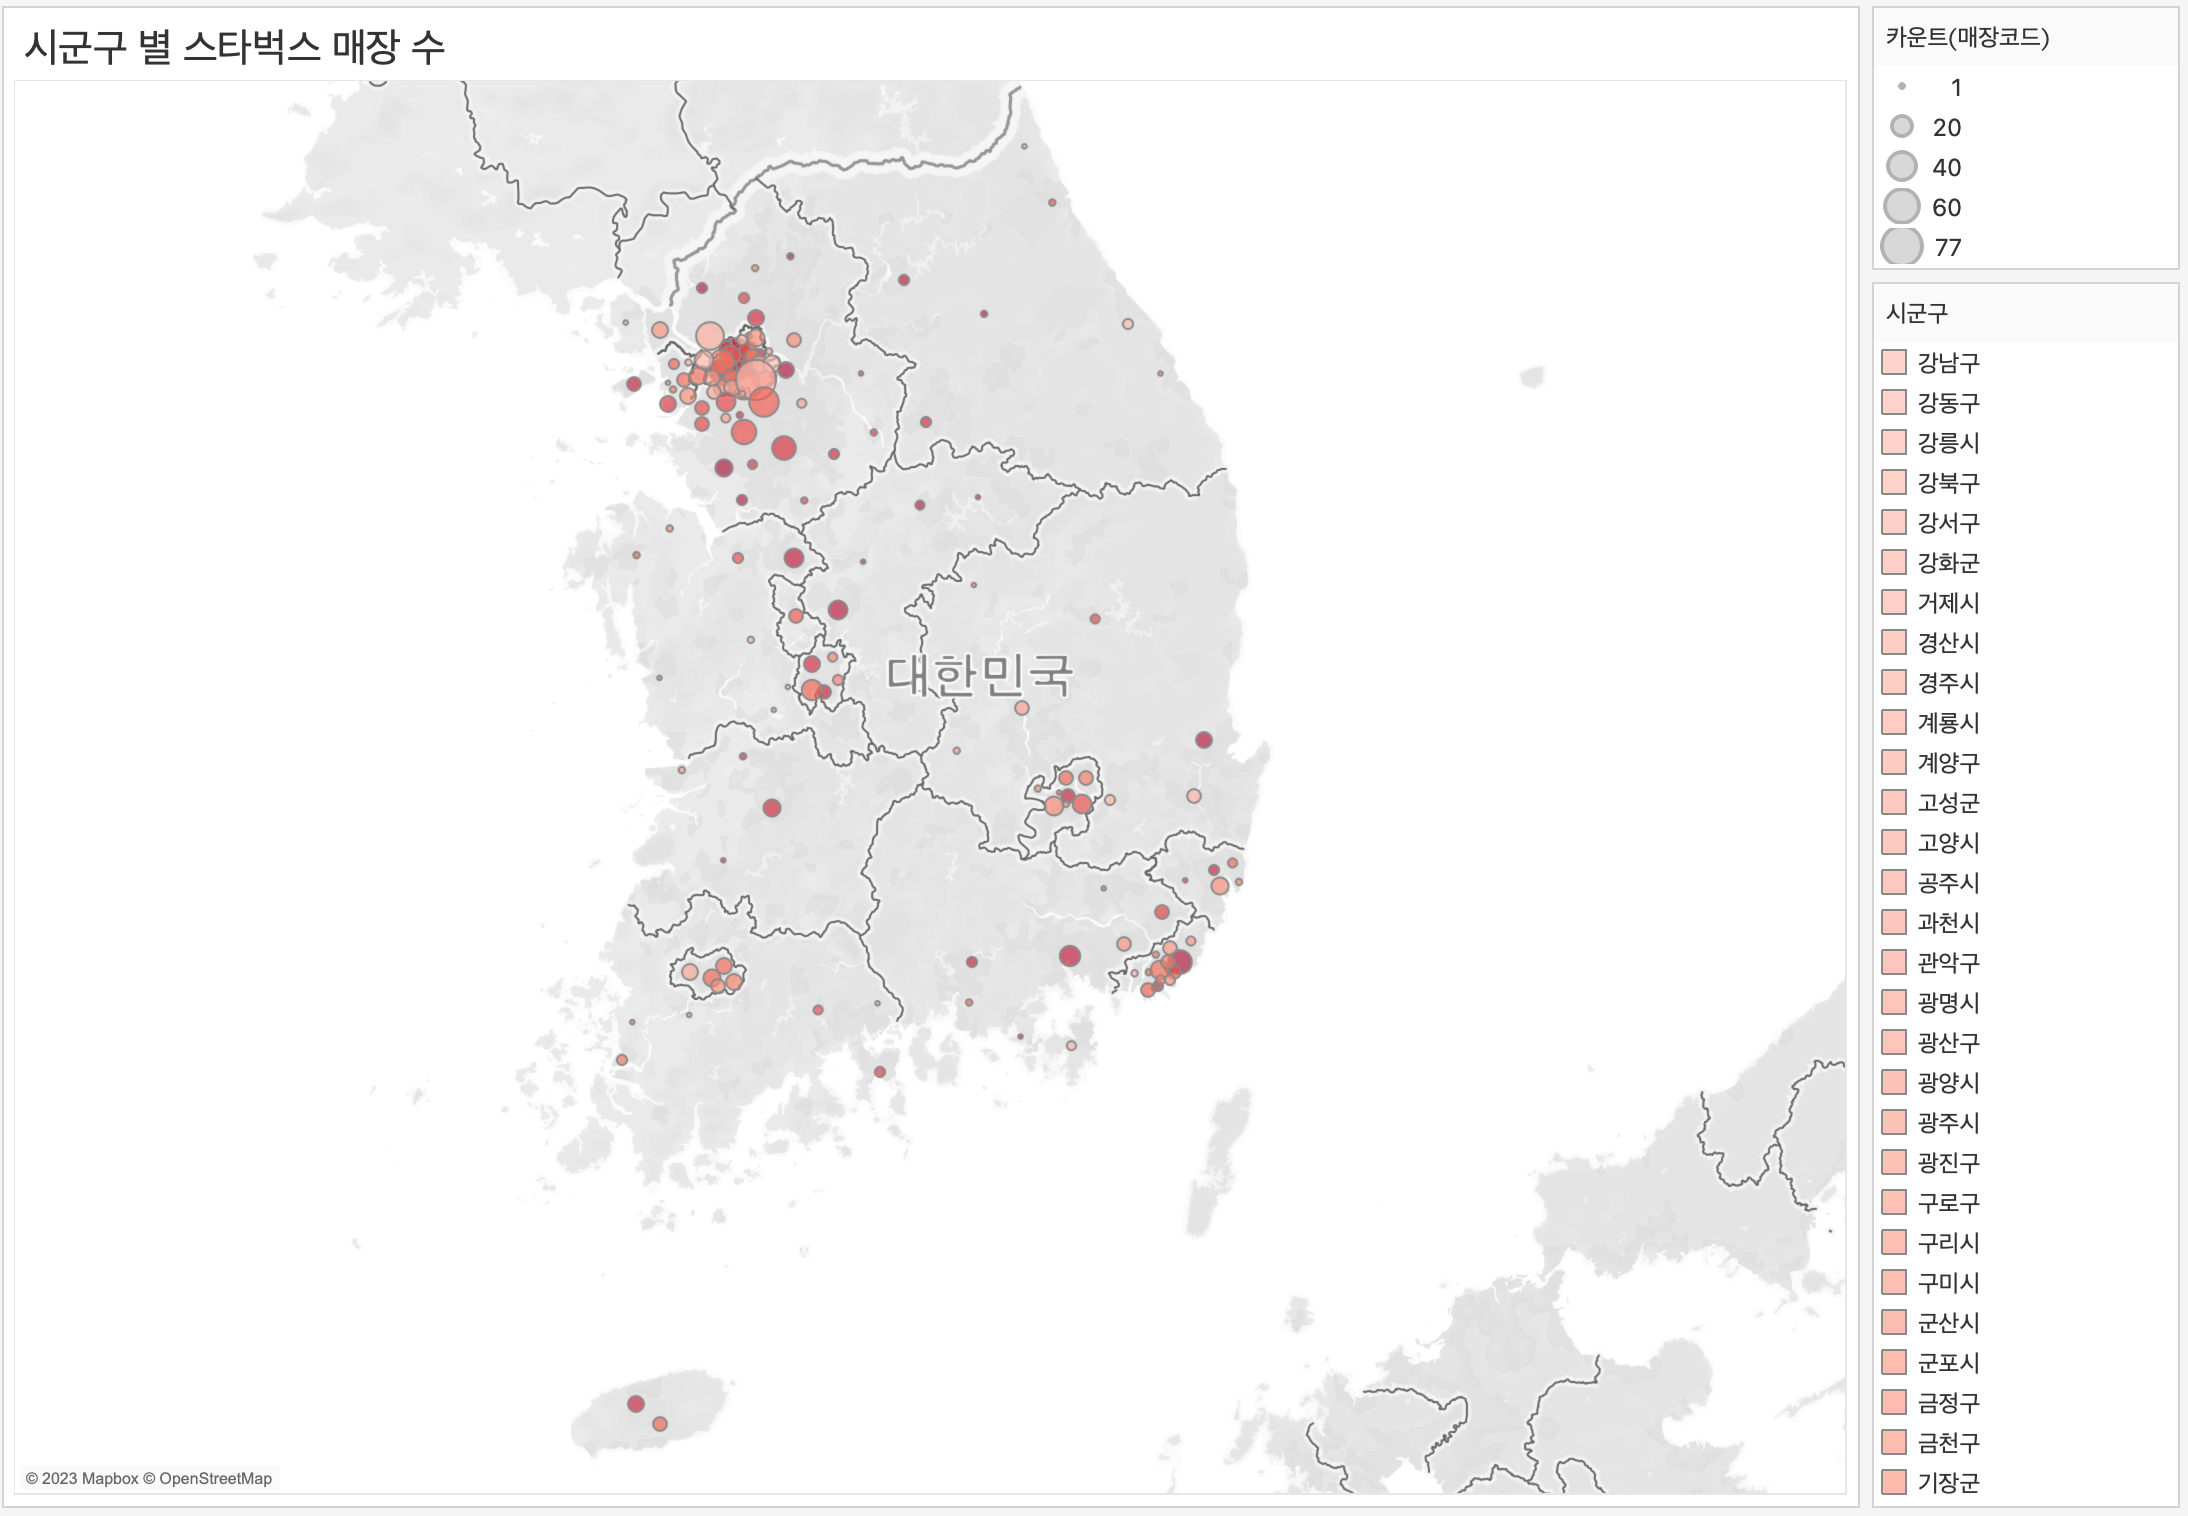 시군구 별 스타벅스 매장 수
대한민국
© 2023 Mapbox © OpenStreetMap
카운트(매장코드)
1
20
40
60
77
시군구
강남구
강동구
강릉시
강북구
강서구
강화군
거제시
경산시
경주시
계룡시
계양구
고성군
고양시
공주시
과천시
관악구
광명시
광산구
광양시
광주시
광진구
구로구
구리시
구미시
군산시
군포시
금정구
금천구
기장군